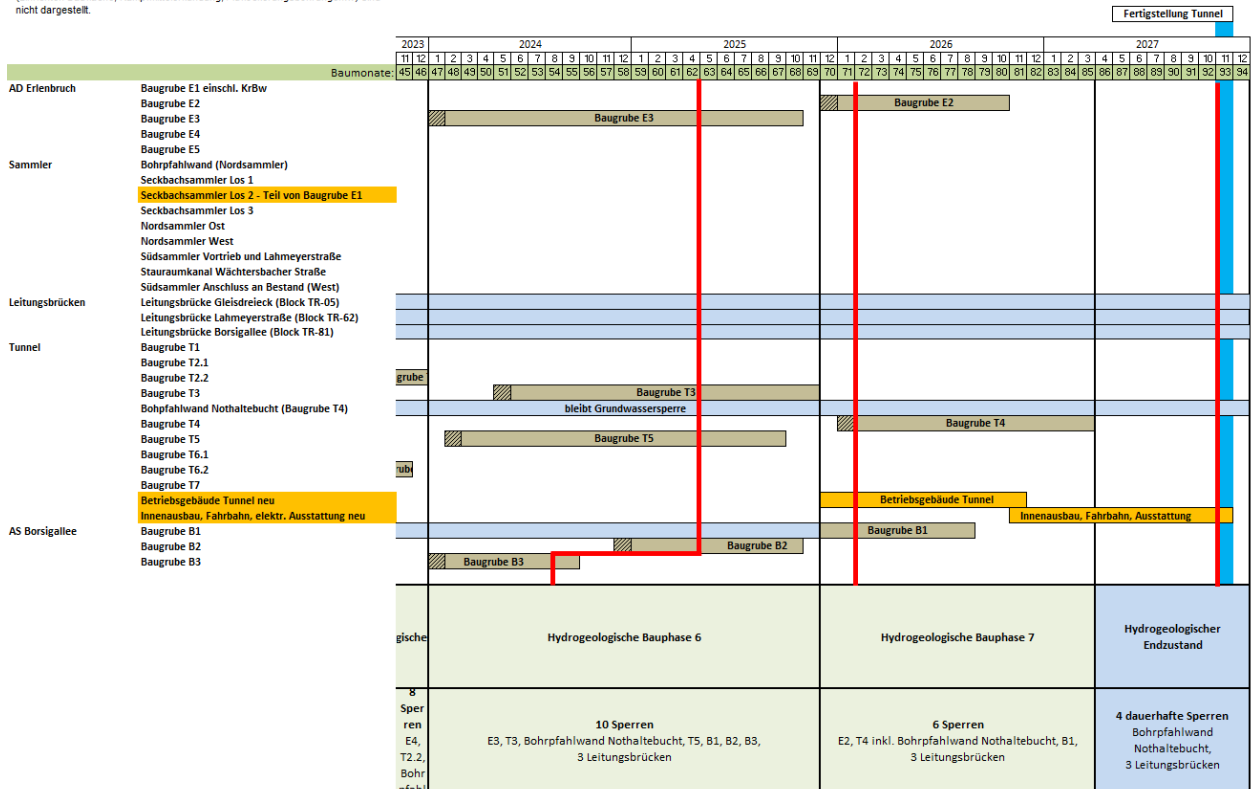 nicht dargestellt.
Fertigstellung Tunnel
2023 2024 2025 2026 2027
11 12 1 2 3 4 5 6 7 8 9 10 11 12 1 2 3 4 5 6 7 8 9 10 11 12 1 2 3 4 5 6 7 8 9 10 11 12 1 2 3 4 5 6 7 8 9 10 11 12
Baumonate: 45 46 47 48 49 50 51 52 53 54 55 56 57 58 59 60 61 62 63 64 65 66 67 68 69 70 71 72 73 74 75 76 77 78 79 80 81 82 83 84 85 86 87 88 89 90 91 92 93 94
AD Erlenbruch Baugrube E1 einschl. KrBw
Baugrube E2 Baugrube E2
Baugrube E3 Baugrube E3
Baugrube E4
Baugrube E5
Sammler Bohrpfahlwand (Nordsammler)
Seckbachsammler Los 1
Seckbachsammler Los 2 - Teil von Baugrube E1
Seckbachsammler Los 3
Nordsammler Ost
Nordsammler West
Südsammler Vortrieb und Lahmeyerstraße
Stauraumkanal Wächtersbacher Straße
Südsammler Anschluss an Bestand (West)
Leitungsbrücken Leitungsbrücke Gleisdreieck (Block TR-05)
Leitungsbrücke Lahmeyerstraße (Block TR-62)
Leitungsbrücke Borsigallee (Block TR-81)
Tunnel Baugrube T1
Baugrube T2.1
Baugrube T2.2 grube
Baugrube T3 Baugrube T3
Bohpfahlwand Nothaltebucht (Baugrube T4) bleibt Grundwassersperre
Baugrube T4 Baugrube T4
Baugrube T5 Baugrube T5
Baugrube T6.1
Baugrube T6.2 rub
Baugrube T7
Betriebsgebäude Tunnel neu Betriebsgebäude Tunnel
Innenausbau, Fahrbahn, elektr. Ausstattung neu Innenausbau, Fahrbahn, Ausstattung
AS Borsigallee Baugrube B1 Baugrube B1
Baugrube B2 Baugrube B2
Baugrube B3 Baugrube B3
gische Hydrogeologische Bauphase 6 Hydrogeologische Bauphase 7 Hydrogeologischer
Endzustand
8
Sper
ren
E4,
T2.2,
Bohr
10 Sperren
E3, T3, Bohrpfahlwand Nothaltebucht, T5, B1, B2, B3,
3 Leitungsbrücken
6 Sperren
E2, T4 inkl. Bohrpfahlwand Nothaltebucht, B1,
3 Leitungsbrücken
4 dauerhafte Sperren
Bohrpfahlwand
Nothaltebucht,
3 Leitungsbrücken